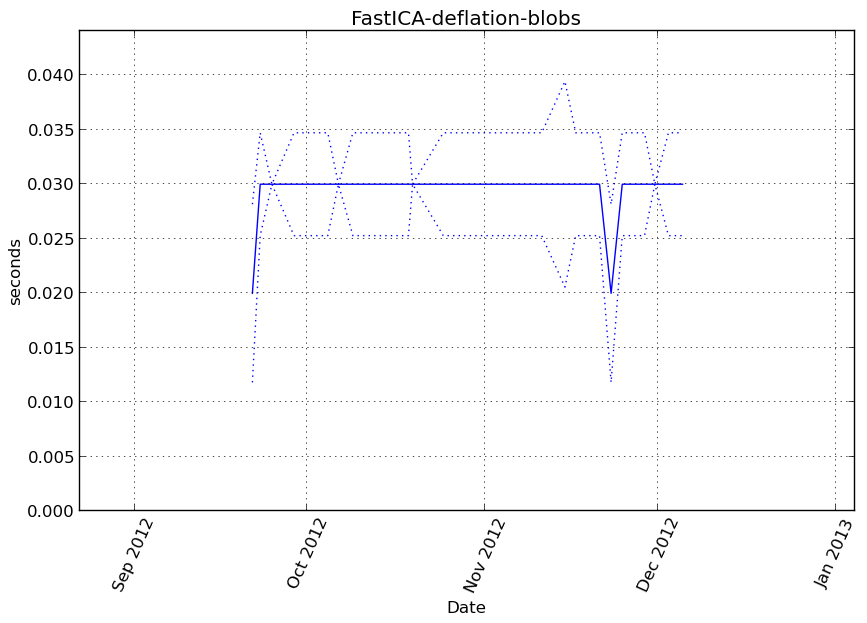 FastICA-deflation-blobs
0.040
0.035
0.030
0.025
0.020
0.015
0.010
0.005
0.000
seconds
Sep 2012
Oct 2012
Nov 2012
Dec 2012
Jan 2013
Date